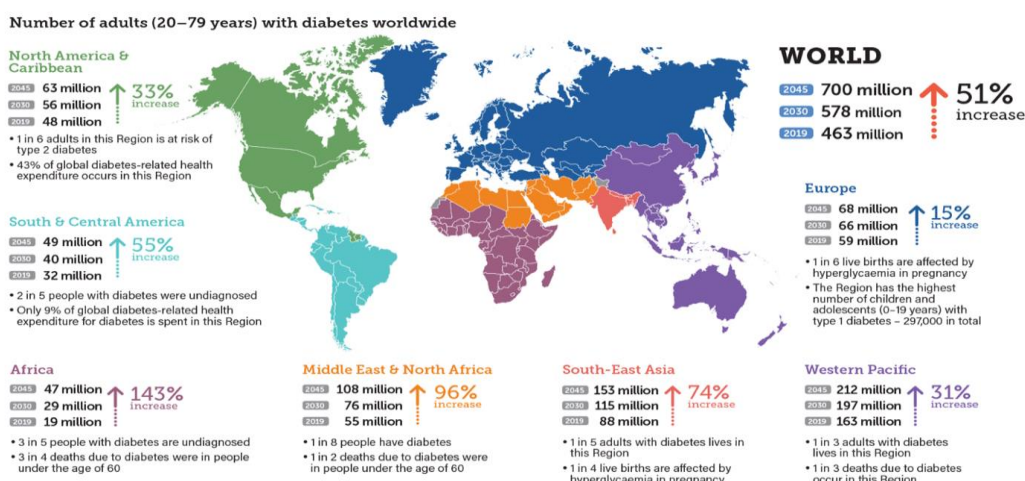 Number of adults (20–79 years) with diabetes worldwide
North America &
Caribbean
2045 63 million
2030 56 million
2019 48 million
33%
increase
• 1 in 6 adults in this Region is at risk of
type 2 diabetes
• 43% of global diabetes-related health
expenditure occurs in this Region
South & Central America
2045 49 million
2030 40 million
2019 32 million
55%
increase
• 2 in 5 people with diabetes were undiagnosed
• Only 9% of global diabetes-related health
expenditure for diabetes is spent in this Region
WORLD
2045 700 million
2030 578 million
2019 463 million
51%
increase
Europe
2045 68 million
2030 66 million
2019 59 million
15%
increase
• 1 in 6 live births are affected by
hyperglycaemia in pregnancy
• The Region has the highest
number of children and
adolescents (0–19 years) with
type 1 diabetes – 297,000 in total
Africa
2045 47 million
2030 29 million
2019 19 million
143%
increase
• 3 in 5 people with diabetes are undiagnosed
• 3 in 4 deaths due to diabetes were in people
under the age of 60
Middle East & North Africa
2045 108 million
2030 76 million
2019 55 million
96%
increase
• 1 in 8 people have diabetes
• 1 in 2 deaths due to diabetes were
in people under the age of 60
South-East Asia
2045 153 million
2030 115 million
2019 88 million
74%
increase
• 1 in 5 adults with diabetes lives in
this Region
• 1 in 4 live births are affected by
hyperglycaemia in pregnancy
Western Pacific
2045 212 million
2030 197 million
2019 163 million
31%
increase
• 1 in 3 adults with diabetes
lives in this Region
• 1 in 3 deaths due to diabetes
occur in this Region